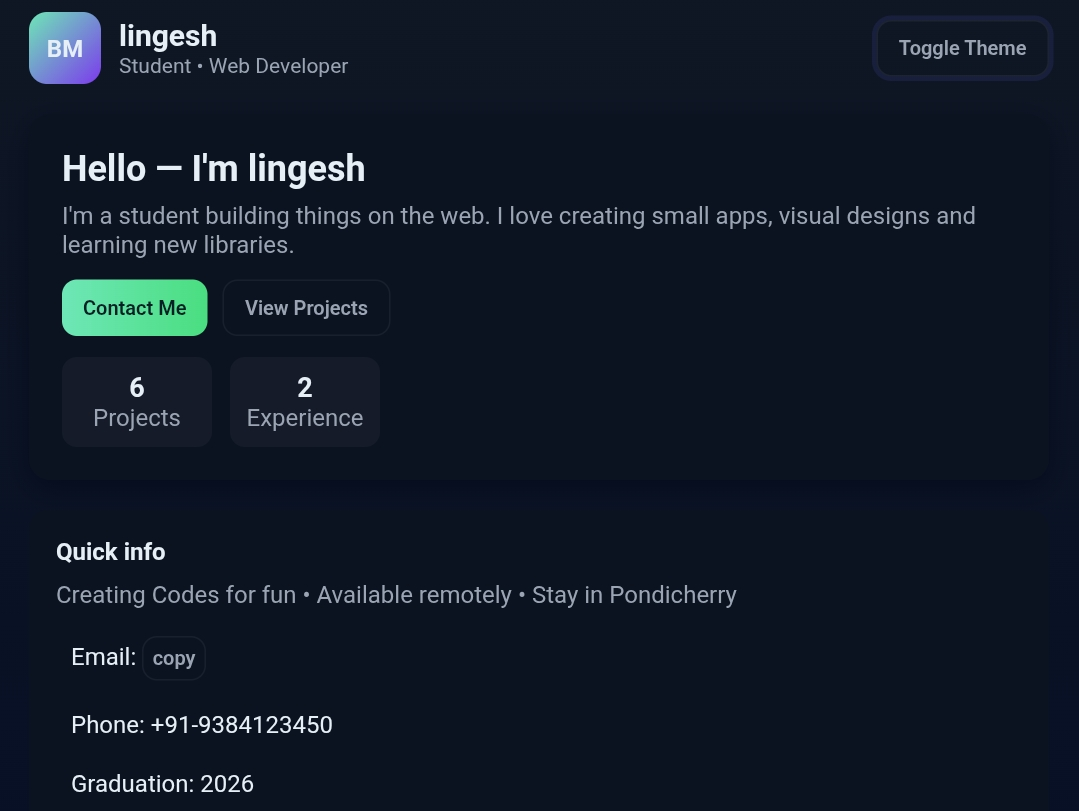 BM
lingesh
Student • Web Developer
Toggle Theme
Hello — I'm lingesh
I'm a student building things on the web. I love creating small apps, visual designs and
learning new libraries.
Contact Me
View Projects
6
Projects
2
Experience
Quick info
Creating Codes for fun • Available remotely • Stay in Pondicherry
Email: copy
Phone: +91-9384123450
Graduation: 2026